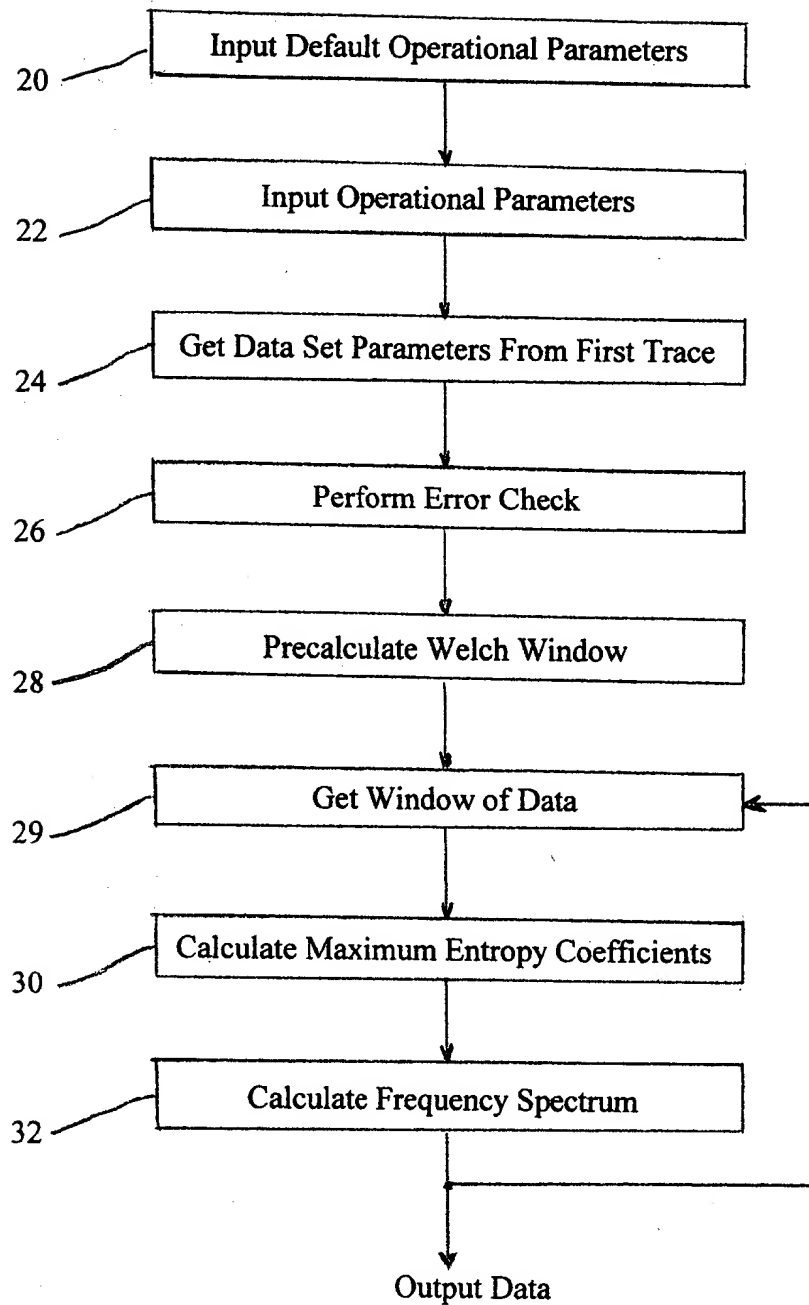 Input Default Operational Parameters
20
Input Operational Parameters
22
Get Data Set Parameters From First Trace
24
Perform Error Check
26
Precalculate Welch Window
28
Get Window of Data
29
Calculate Maximum Entropy Coefficients
30
Calculate Frequency Spectrum
32
Output Data